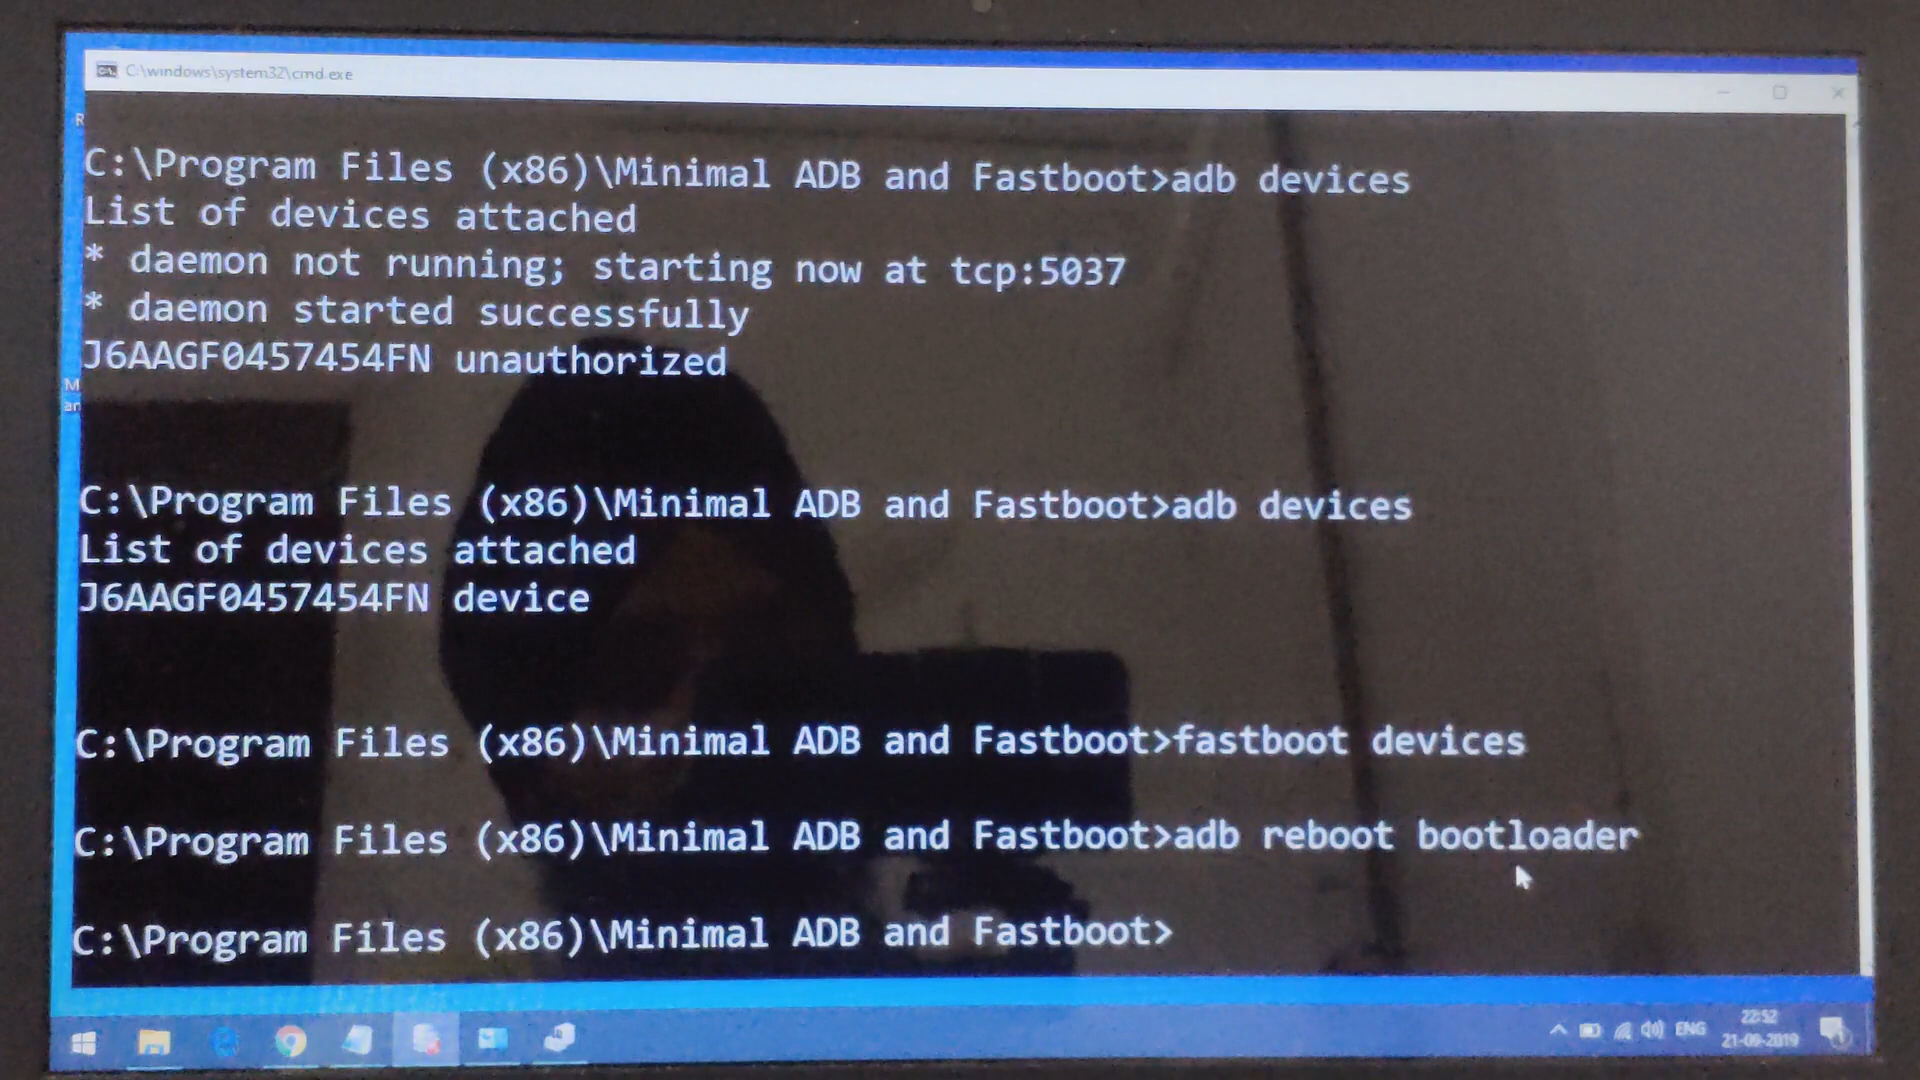 C:\windows\system32\cmd.exe
R
C:\Program Files (x86)\Minimal ADB and Fastboot>adb devices
List of devices attached
* daemon not running; starting now at tcp:5037
* daemon started successfully
J6AAGF0457454FN unauthorized
M
an
C:\Program Files (x86)\Minimal ADB and Fastboot>adb devices
List of devices attached
J6AAGF0457454FN device
C:\Program Files (x86)\Minimal ADB and Fastboot>fastboot devices
C:\Program Files (x86)\Minimal ADB and Fastboot>adb reboot bootloader
C:\Program Files (x86)\Minimal ADB and Fastboot>
ENG
22:52
21-09-2019